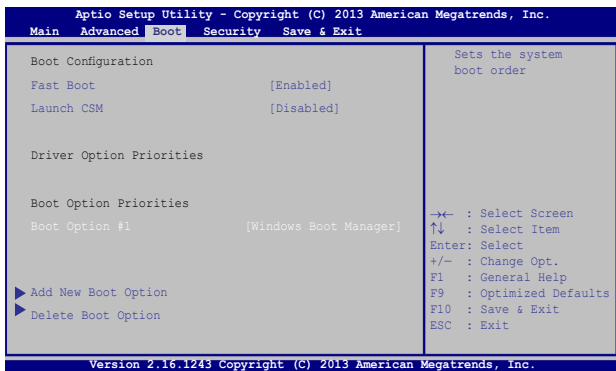 Aptio Setup Utility - Copyright (C) 2013 American Megatrends, Inc.
Main Advanced Boot Security Save & Exit
Boot Configuration
Fast Boot [Enabled]
Launch CSM [Disabled]
Driver Option Priorities
Boot Option Priorities
Boot Option #1 [Windows Boot Manager]
Add New Boot Option
Delete Boot Option
Sets the system
boot order
→← : Select Screen
↑↓ : Select Item
Enter: Select
+/— : Change Opt.
F1 : General Help
F9 : Optimized Defaults
F10 : Save & Exit
ESC : Exit
Version 2.16.1243 Copyright (C) 2013 American Megatrends, Inc.